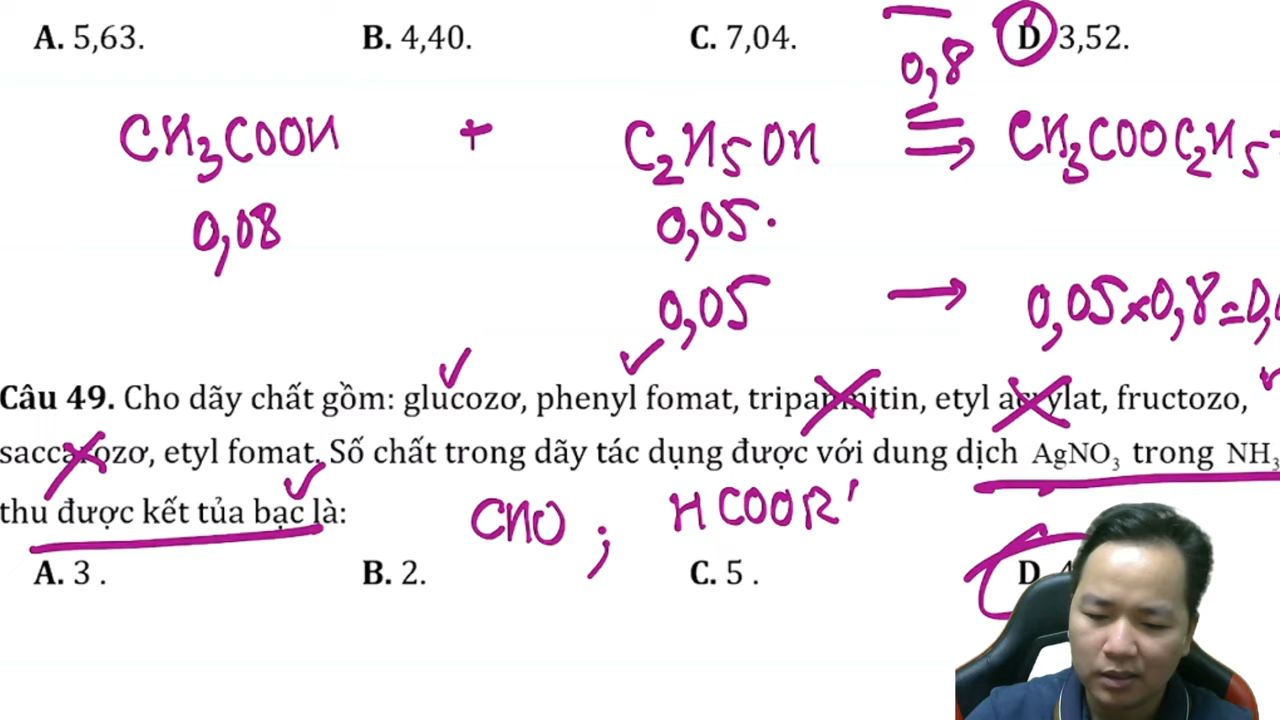 A. 5,63. B. 4,40. C. 7,04. D 3,52.
0,8
CH3COOH + C2H5OH ⇌ CH3COOC2H5
0,08 0,05.
0,05 → 0,05×0,8=0,
Câu 49. Cho dãy chất gồm: glucozơ, phenyl fomat, tripanmitin, etyl acrylat, fructozơ,
saccarozơ, etyl fomat. Số chất trong dãy tác dụng được với dung dịch AgNO₃ trong NH₃
thu được kết tủa bạc là:
CHO ; HCOOR'
A. 3 . B. 2. C. 5 . D.